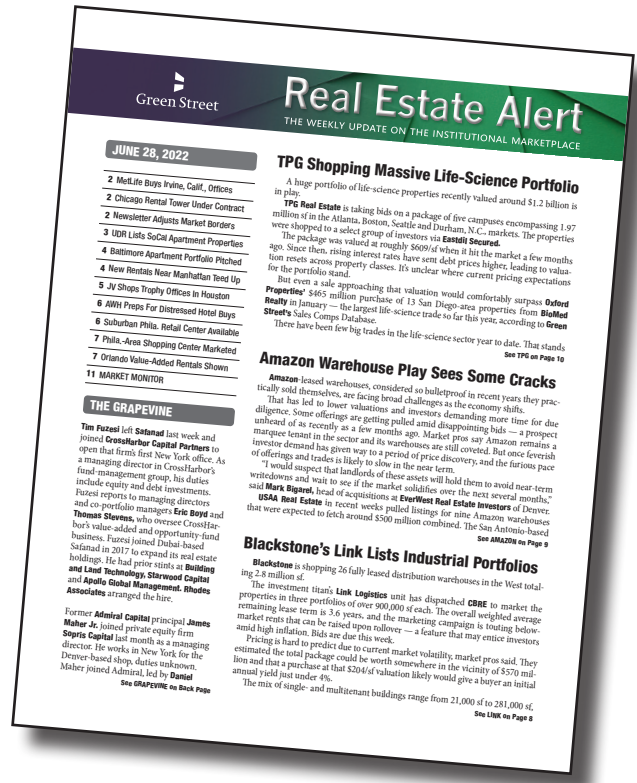 Green Street
Real Estate Alert
THE WEEKLY UPDATE ON THE INSTITUTIONAL MARKETPLACE
JUNE 28, 2022
2 MetLife Buys Irvine, Calif., Offices
2 Chicago Rental Tower Under Contract
2 Newsletter Adjusts Market Borders
3 UDR Lists SoCal Apartment Properties
4 Baltimore Apartment Portfolio Pitched
4 New Rentals Near Manhattan Teed Up
5 JV Shops Trophy Offices In Houston
6 AWH Preps For Distressed Hotel Buys
6 Suburban Phila. Retail Center Available
7 Phila.-Area Shopping Center Marketed
7 Orlando Value-Added Rentals Shown
11 MARKET MONITOR
THE GRAPEVINE
Tim Fuzesi left Safanad last week and
joined CrossHarbor Capital Partners to
open that firm's first New York office. As
a managing director in CrossHarbor's
fund-management group, his duties
include equity and debt investments.
Fuzesi reports to managing directors
and co-portfolio managers Eric Boyd and
Thomas Stevens, who oversee CrossHar-
bor's value-added and opportunity-fund
business. Fuzesi joined Dubai-based
Safanad in 2017 to expand its real estate
holdings. He had prior stints at Building
and Land Technology, Starwood Capital
and Apollo Global Management. Rhodes
Associates arranged the hire.
Former Admiral Capital principal James
Maher Jr. joined private equity firm
Sopris Capital last month as a managing
director. He works in New York for the
Denver-based shop, duties unknown.
Maher joined Admiral, led by Daniel
See GRAPEVINE on Back Page
TPG Shopping Massive Life-Science Portfolio
A huge portfolio of life-science properties recently valued around $1.2 billion is
in play.
TPG Real Estate is taking bids on a package of five campuses encompassing 1.97
million sf in the Atlanta, Boston, Seattle and Durham, N.C., markets. The properties
were shopped to a select group of investors via Eastdil Secured.
The package was valued at roughly $609/sf when it hit the market a few months
ago. Since then, rising interest rates have sent debt prices higher, leading to valua-
tion resets across property classes. It's unclear where current pricing expectations
for the portfolio stand.
But even a sale approaching that valuation would comfortably surpass Oxford
Properties' $465 million purchase of 13 San Diego-area properties from BioMed
Realty in January — the largest life-science trade so far this year, according to Green
Street's Sales Comps Database.
There have been few big trades in the life-science sector year to date. That stands
See TPG on Page 10
Amazon Warehouse Play Sees Some Cracks
Amazon-leased warehouses, considered so bulletproof in recent years they prac-
tically sold themselves, are facing broad challenges as the economy shifts.
That has led to lower valuations and investors demanding more time for due
diligence. Some offerings are getting pulled amid disappointing bids — a prospect
unheard of as recently as a few months ago. Market pros say Amazon remains a
marquee tenant in the sector and its warehouses are still coveted. But once feverish
investor demand has given way to a period of price discovery, and the furious pace
of offerings and trades is likely to slow in the near term.
"I would suspect that landlords of these assets will hold them to avoid near-term
writedowns and wait to see if the market solidifies over the next several months,"
said Mark Bigarel, head of acquisitions at EverWest Real Estate Investors of Denver.
USAA Real Estate in recent weeks pulled listings for nine Amazon warehouses
that were expected to fetch around $500 million combined. The San Antonio-based
See AMAZON on Page 9
Blackstone's Link Lists Industrial Portfolios
Blackstone is shopping 26 fully leased distribution warehouses in the West total-
ing 2.8 million sf.
The investment titan's Link Logistics unit has dispatched CBRE to market the
properties in three portfolios of over 900,000 sf each. The overall weighted average
remaining lease term is 3.6 years, and the marketing campaign is touting below-
market rents that can be raised upon rollover — a feature that may entice investors
amid high inflation. Bids are due this week.
Pricing is hard to predict due to current market volatility, market pros said. They
estimated the total package could be worth somewhere in the vicinity of $570 mil-
lion and that a purchase at that $204/sf valuation likely would give a buyer an initial
annual yield just under 4%.
The mix of single- and multitenant buildings range from 21,000 sf to 281,000 sf,
See LINK on Page 8